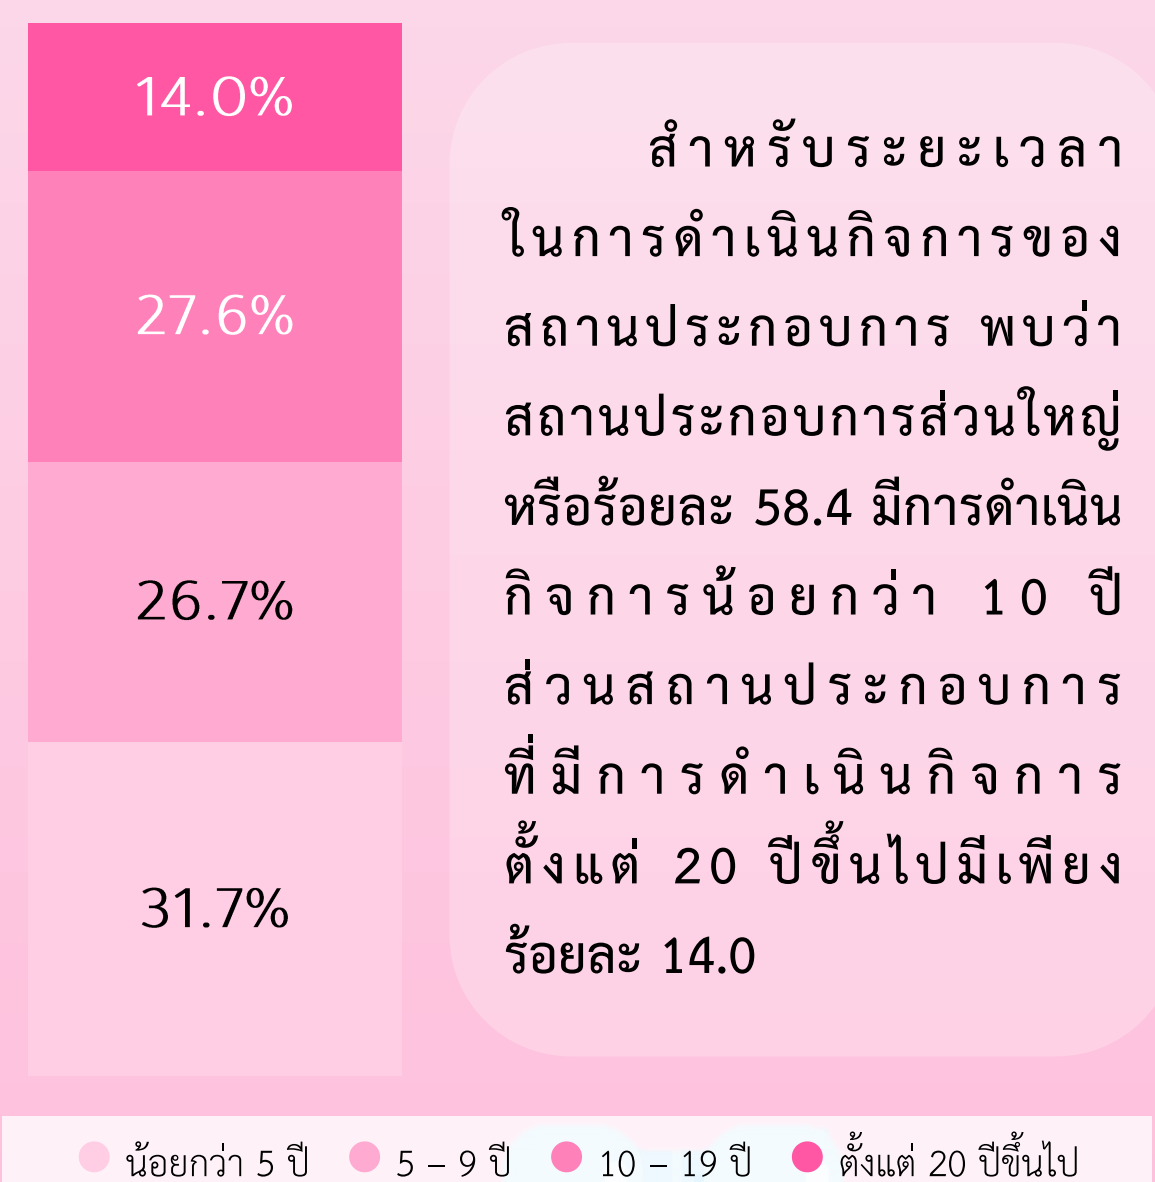 14.0%
27.6%
26.7%
31.7%
สำหรับระยะเวลา
ในการดำเนินกิจการของ
สถานประกอบการ พบว่า
สถานประกอบการส่วนใหญ่
หรือร้อยละ 58.4 มีการดำเนิน
กิจการน้อยกว่า 10 ปี
ส่วนสถานประกอบการ
ที่มีการดำเนินกิจการ
ตั้งแต่ 20 ปีขึ้นไปมีเพียง
ร้อยละ 14.0
น้อยกว่า 5 ปี 5 – 9 ปี 10 – 19 ปี ตั้งแต่ 20 ปีขึ้นไป